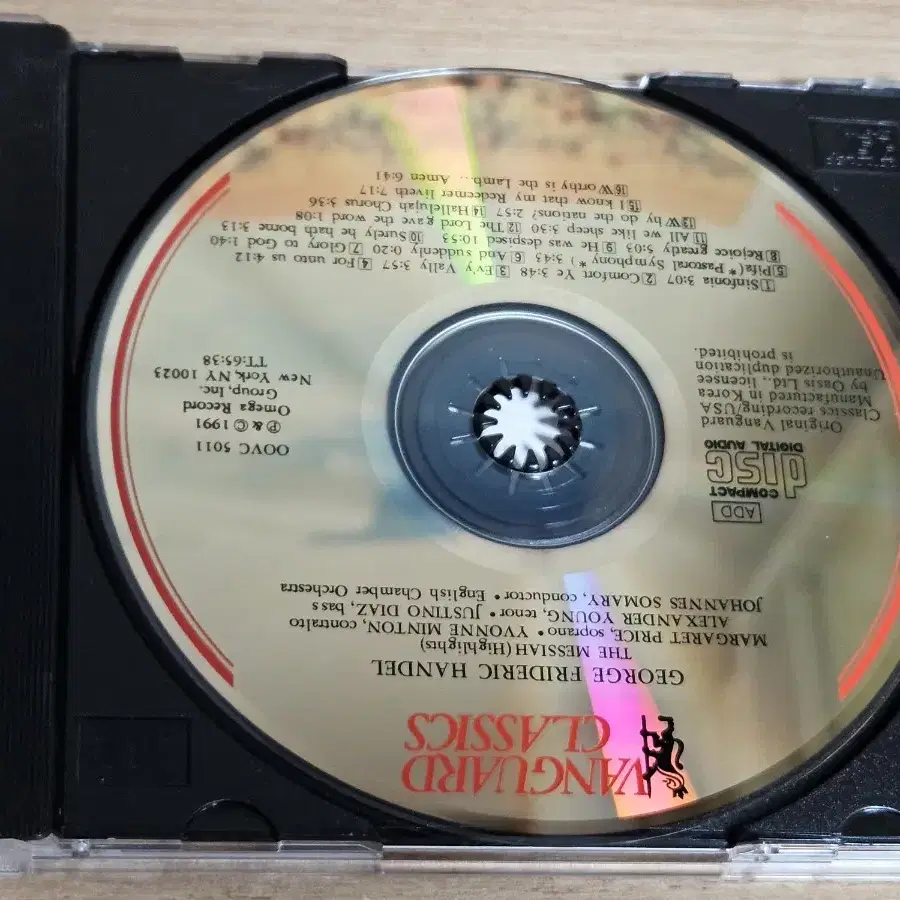 VANGUARD
CLASSICS
GEORGE FRIDERIC HANDEL
THE MESSIAH (Highlights)
MARGARET PRICE, soprano • YVONNE MINTON, contralto
ALEXANDER YOUNG, tenor • JUSTINO DIAZ, bass
JOHANNES SOMARY, conductor • English Chamber Orchestra
ADD
COMPACT
disc
DIGITAL AUDIO
Original Vanguard
Classics recording/USA
Manufactured in Korea
by Oasis Ltd., licensee
Unauthorized duplication
is prohibited.
OOVC 5011
℗ & © 1991
Omega Record
Group, Inc.
New York, NY 10023
TT:65:38
1 Sinfonia 3:07 2 Comfort Ye 3:48 3 Ev'y Vally 3:57 4 For unto us 4:12
5 Pifa (*Pastoral Symphony*) 3:43 6 And suddenly 0:20 7 Glory to God 1:40
8 Rejoice greatly 5:03 9 He was despised 10:53 10 Surely he hath borne 3:13
11 All we like sheep 3:30 12 The Lord gave the word 1:08
13 Why do the nations? 2:57 14 Hallelujah Chorus 3:36
15 I know that my Redeemer liveth 7:17
16 Worthy is the Lamb... Amen 6:41